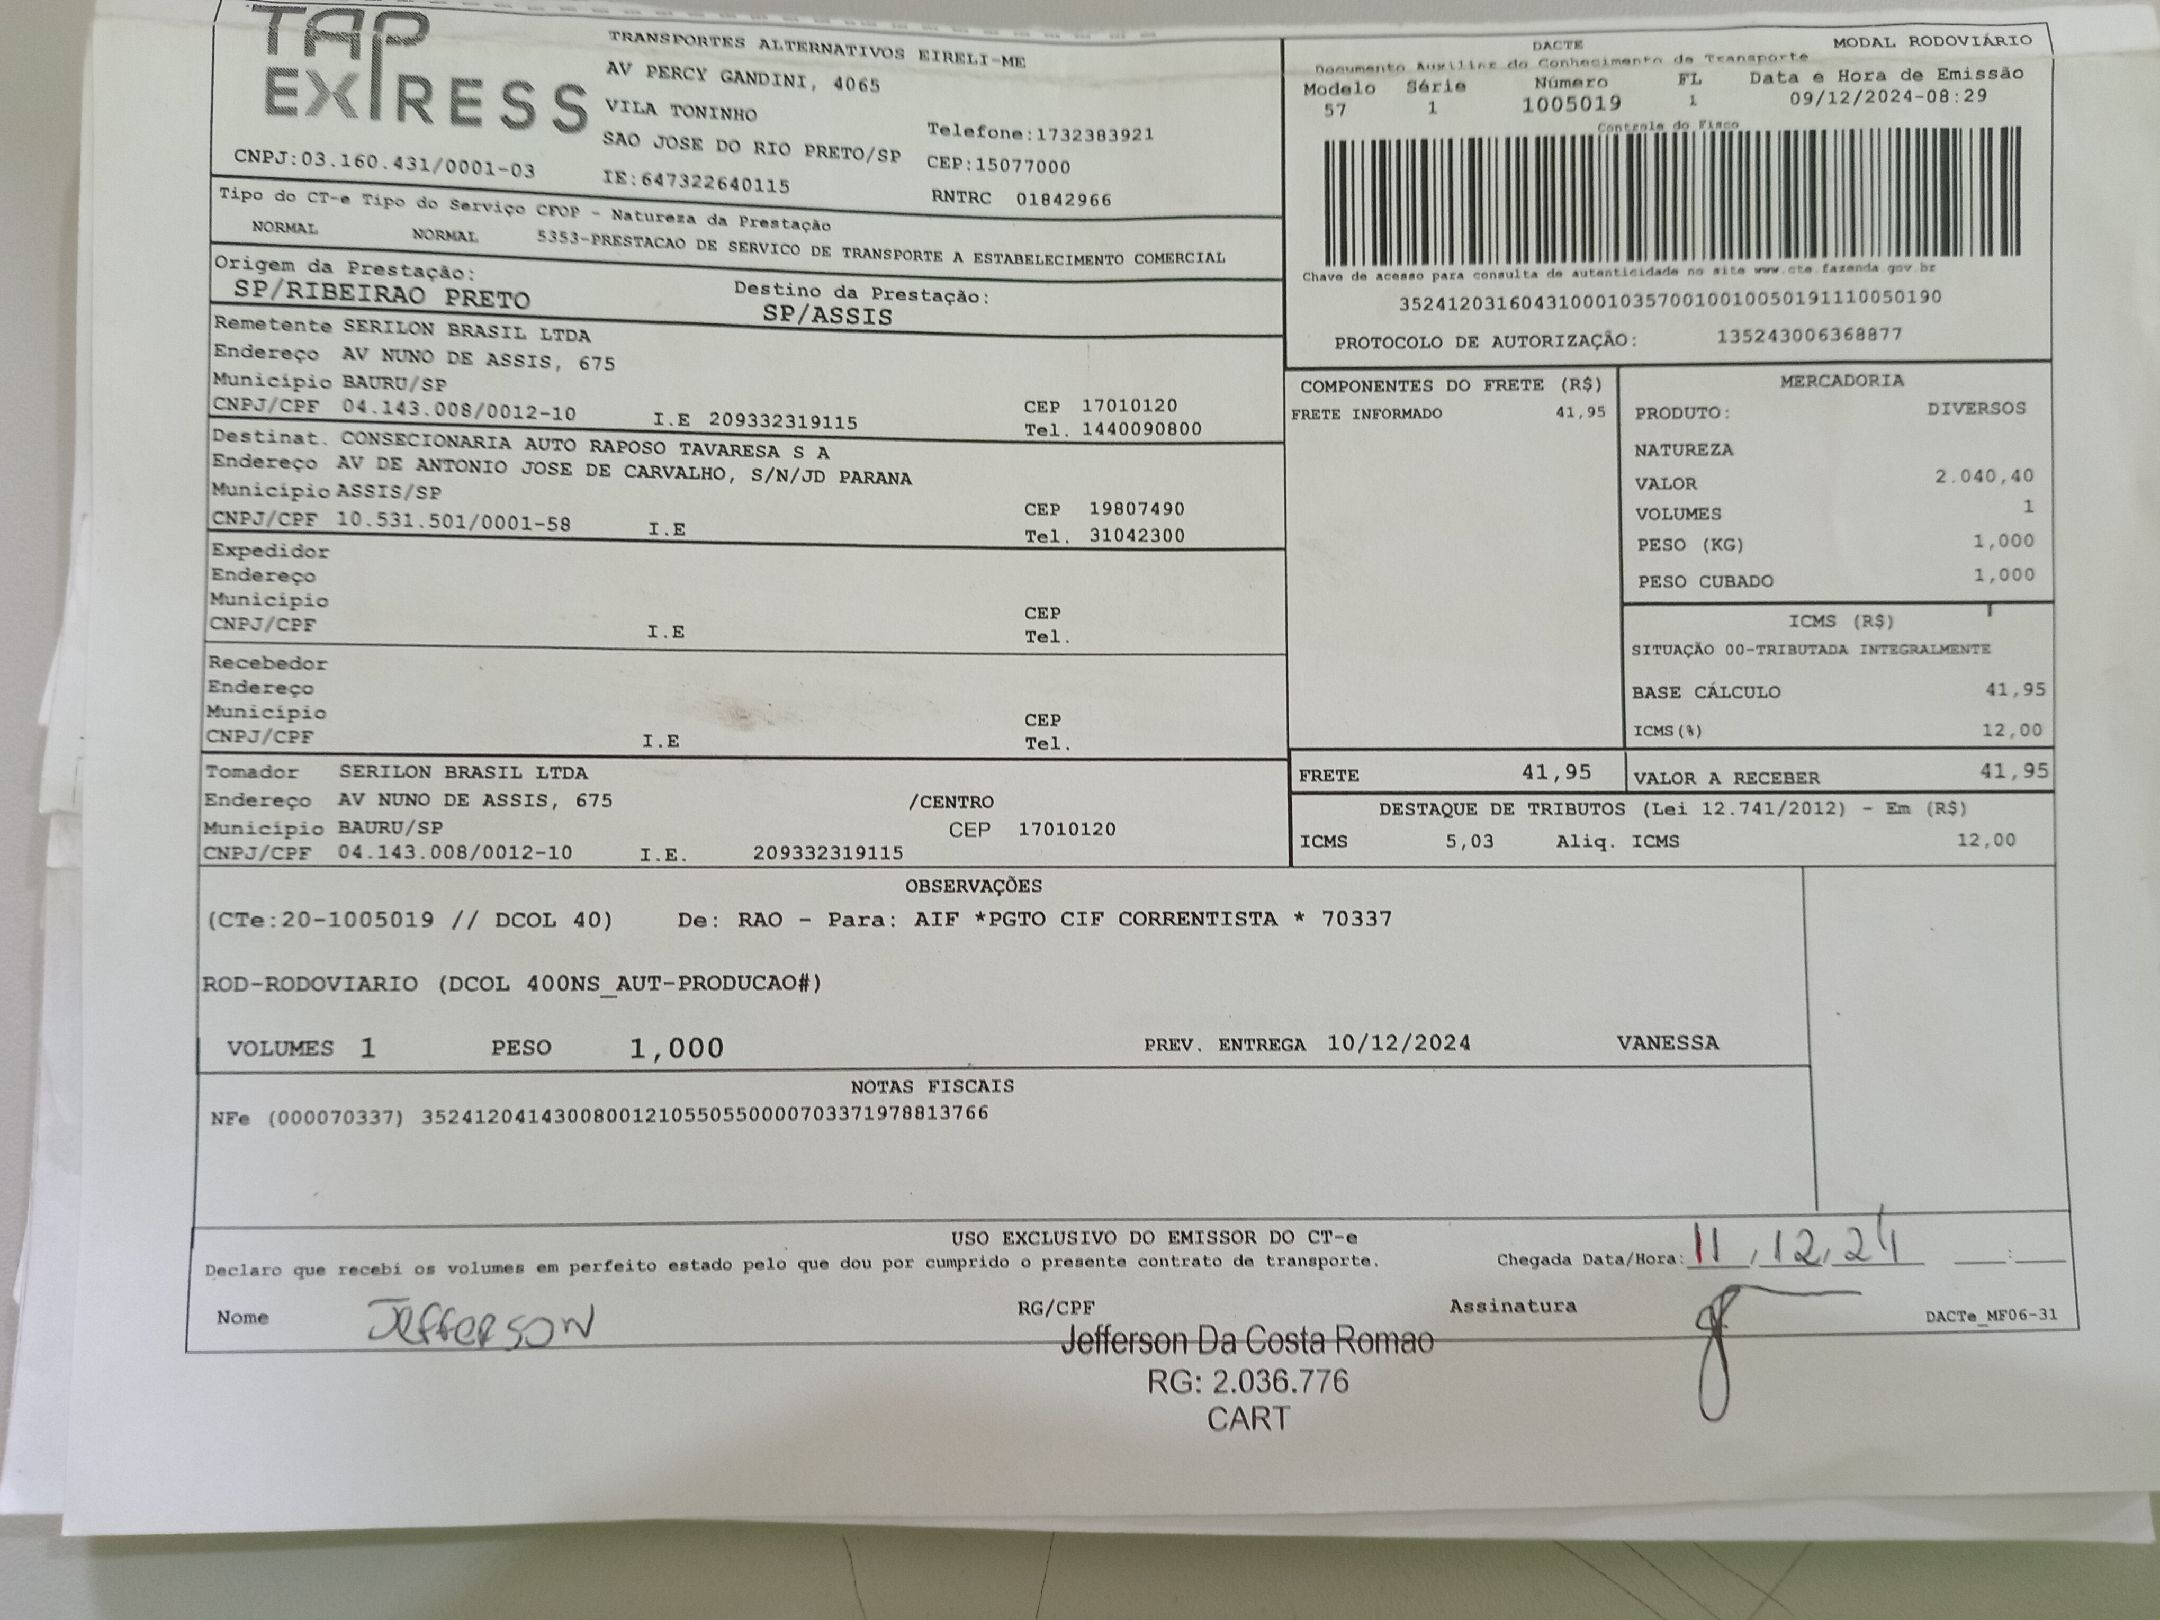 TAP EXPRESS
TRANSPORTES ALTERNATIVOS EIRELI-ME
AV PERCY GANDINI, 4065
VILA TONINHO
SAO JOSE DO RIO PRETO/SP
Telefone:1732383921
CEP:15077000
CNPJ:03.160.431/0001-03
IE:647322640115
RNTRC 01842966
DACTE MODAL RODOVIÁRIO
Documento Auxiliar do Conhecimento de Transporte
Modelo Série Número FL Data e Hora de Emissão
57 1 1005019 1 09/12/2024-08:29
Controle do Fisco
Chave de acesso para consulta de autenticidade no site www.cte.fazenda.gov.br
35241203160431000103570010010050191110050190
PROTOCOLO DE AUTORIZAÇÃO: 135243006368877
Tipo do CT-e Tipo do Serviço CFOP - Natureza da Prestação
NORMAL NORMAL 5353-PRESTACAO DE SERVICO DE TRANSPORTE A ESTABELECIMENTO COMERCIAL
Origem da Prestação: Destino da Prestação:
SP/RIBEIRAO PRETO SP/ASSIS
Remetente SERILON BRASIL LTDA
Endereço AV NUNO DE ASSIS, 675
Município BAURU/SP CEP 17010120
CNPJ/CPF 04.143.008/0012-10 I.E 209332319115 Tel. 1440090800
Destinat. CONSECIONARIA AUTO RAPOSO TAVARESA S A
Endereço AV DE ANTONIO JOSE DE CARVALHO, S/N/JD PARANA
Município ASSIS/SP CEP 19807490
CNPJ/CPF 10.531.501/0001-58 I.E Tel. 31042300
Expedidor
Endereço
Município CEP
CNPJ/CPF I.E Tel.
Recebedor
Endereço
Município CEP
CNPJ/CPF I.E Tel.
Tomador SERILON BRASIL LTDA
Endereço AV NUNO DE ASSIS, 675 /CENTRO
Município BAURU/SP CEP 17010120
CNPJ/CPF 04.143.008/0012-10 I.E. 209332319115
COMPONENTES DO FRETE (R$)
FRETE INFORMADO 41,95
MERCADORIA
PRODUTO: DIVERSOS
NATUREZA
VALOR 2.040,40
VOLUMES 1
PESO (KG) 1,000
PESO CUBADO 1,000
ICMS (R$)
SITUAÇÃO 00-TRIBUTADA INTEGRALMENTE
BASE CÁLCULO 41,95
ICMS(%) 12,00
FRETE 41,95 VALOR A RECEBER 41,95
DESTAQUE DE TRIBUTOS (Lei 12.741/2012) - Em (R$)
ICMS 5,03 Aliq. ICMS 12,00
OBSERVAÇÕES
(CTe:20-1005019 // DCOL 40) De: RAO - Para: AIF *PGTO CIF CORRENTISTA * 70337
ROD-RODOVIARIO (DCOL 400NS_AUT-PRODUCAO#)
VOLUMES 1 PESO 1,000 PREV. ENTREGA 10/12/2024 VANESSA
NOTAS FISCAIS
NFe (000070337) 35241204143008001210550550000703371978813766
USO EXCLUSIVO DO EMISSOR DO CT-e
Declaro que recebi os volumes em perfeito estado pelo que dou por cumprido o presente contrato de transporte. Chegada Data/Hora: 11,12,24 :
Nome Jefferson RG/CPF Assinatura DACTe_MF06-31
Jefferson Da Costa Romao
RG: 2.036.776
CART